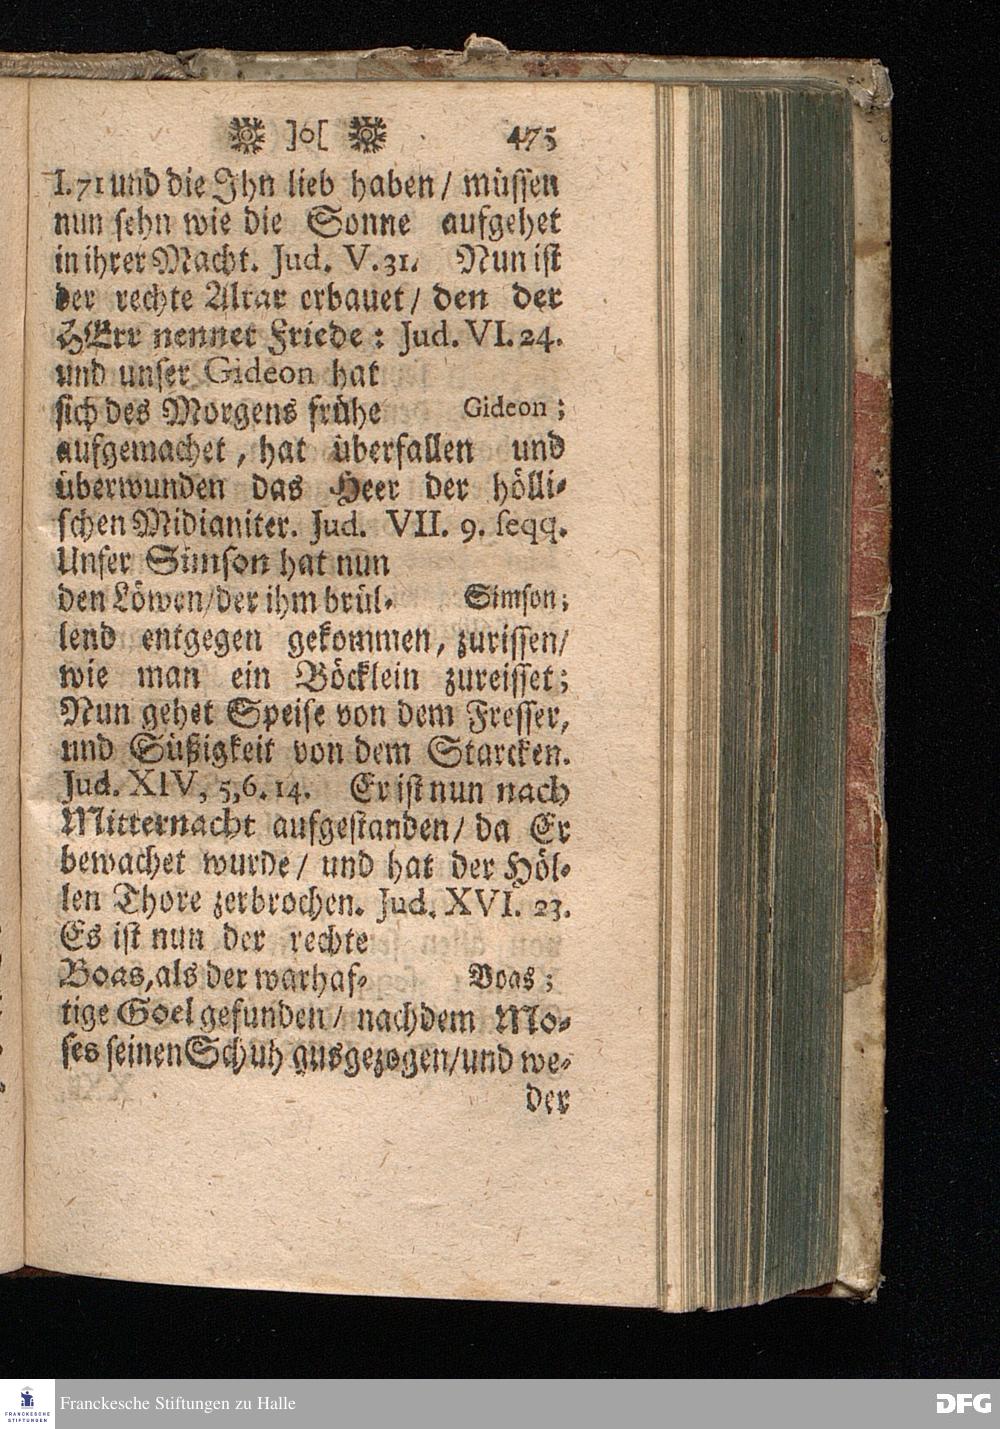 ]o[ 475
I. 71 und die Jhn lieb haben/ müssen
nun sehn wie die Sonne aufgehet
in ihrer Macht. Jud. V. 31. Nun ist
der rechte Altar erbauet/ den der
HErr nennet Friede: Jud. VI. 24.
und unser Gideon hat
sich des Morgens frühe Gideon;
aufgemachet, hat überfallen und
überwunden das Heer der hölli-
schen Midianiter. Jud. VII. 9. seqq.
Unser Simson hat nun
den Löwen/der ihm brül- Simson;
lend entgegen gekommen, zurissen/
wie man ein Böcklein zureisset;
Nun gehet Speise von dem Fresser,
und Süßigkeit von dem Starcken.
Jud. XIV, 5,6. 14. Er ist nun nach
Mitternacht aufgestanden/ da Er
bewachet wurde/ und hat der Höl-
len Thore zerbrochen. Jud. XVI. 23.
Es ist nun der rechte
Boas, als der warhaf- Boas;
tige Goel gefunden/ nachdem Mo-
ses seinen Schuh ausgezogen/und we-
der
Franckesche Stiftungen zu Halle
FRANCKESCHE
STIFTUNGEN
DFG